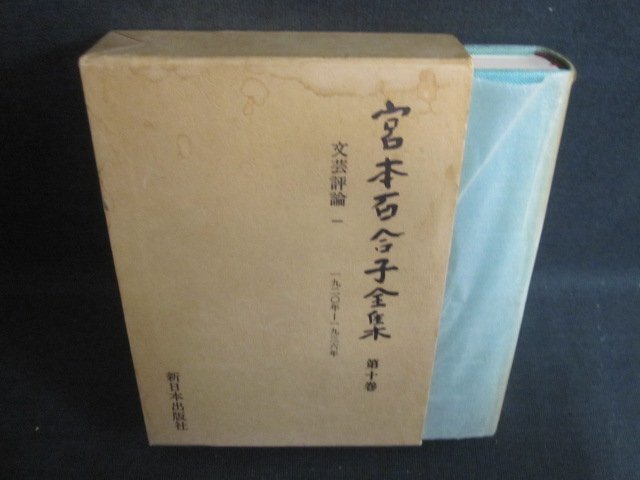 宮本百合子全集 第十巻
文芸評論 一
一九二〇年―一九三六年
新日本出版社